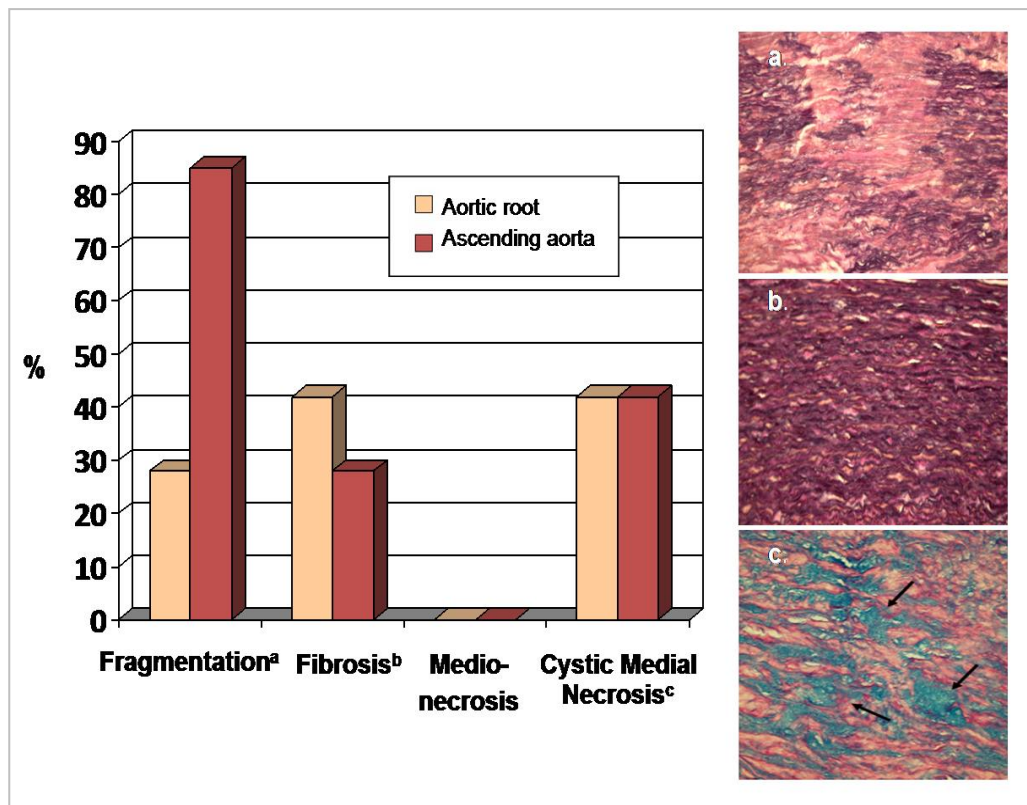 90
80
70
60
50
40
30
20
10
0
%
Aortic root
Ascending aorta
Fragmentationᵃ
Fibrosisᵇ
Medio-
necrosis
Cystic Medial
Necrosisᶜ
a.
b.
c.